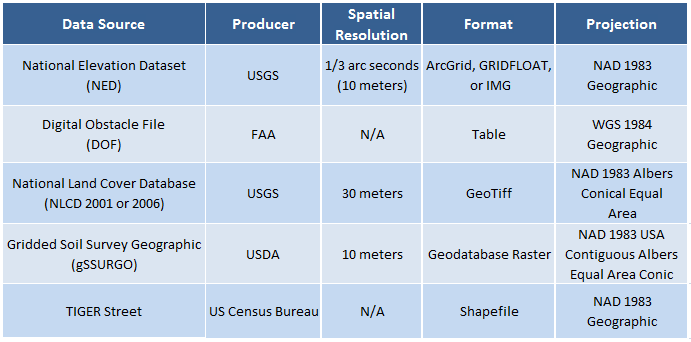 Data Source Producer Spatial Resolution Format Projection
National Elevation Dataset (NED) USGS 1/3 arc seconds (10 meters) ArcGrid, GRIDFLOAT, or IMG NAD 1983 Geographic
Digital Obstacle File (DOF) FAA N/A Table WGS 1984 Geographic
National Land Cover Database (NLCD 2001 or 2006) USGS 30 meters GeoTiff NAD 1983 Albers Conical Equal Area
Gridded Soil Survey Geographic (gSSURGO) USDA 10 meters Geodatabase Raster NAD 1983 USA Contiguous Albers Equal Area Conic
TIGER Street US Census Bureau N/A Shapefile NAD 1983 Geographic